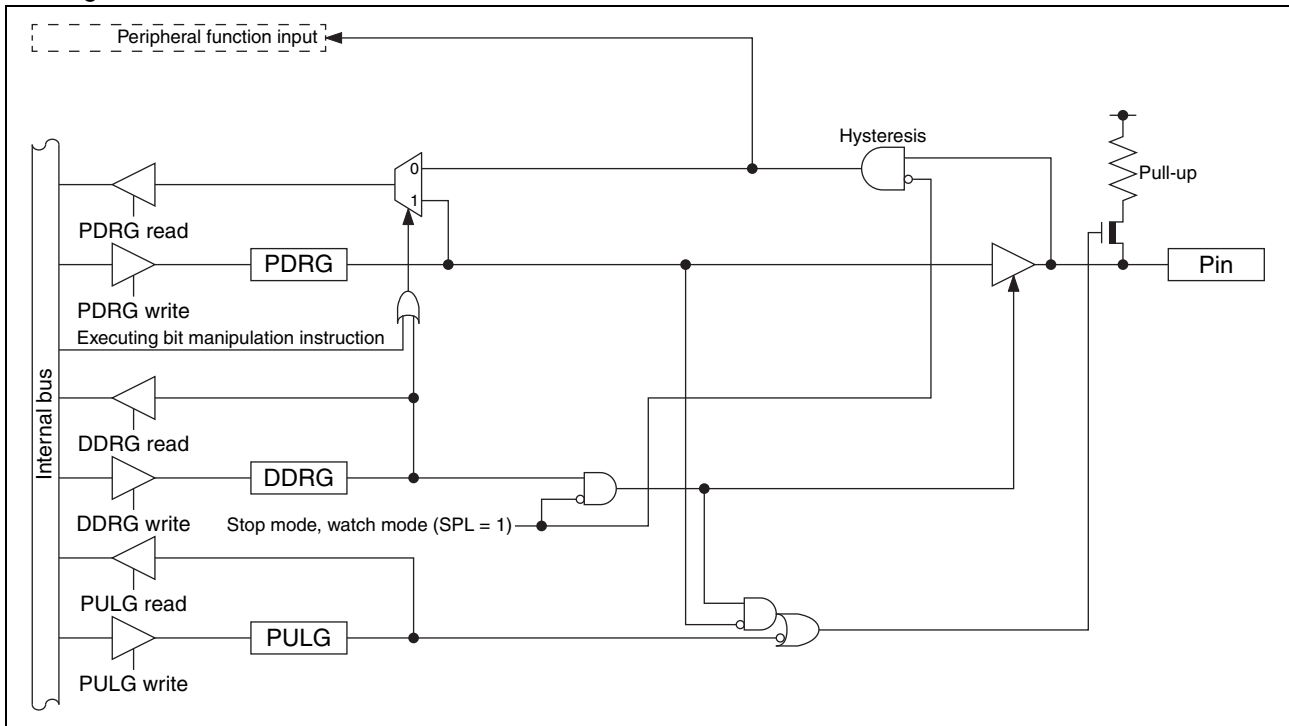 Peripheral function input
Hysteresis
0
Pull-up
1
PDRG read
PDRG
Pin
PDRG write
Executing bit manipulation instruction
Internal bus
DDRG read
DDRG
DDRG write
Stop mode, watch mode (SPL = 1)
PULG read
PULG
PULG write